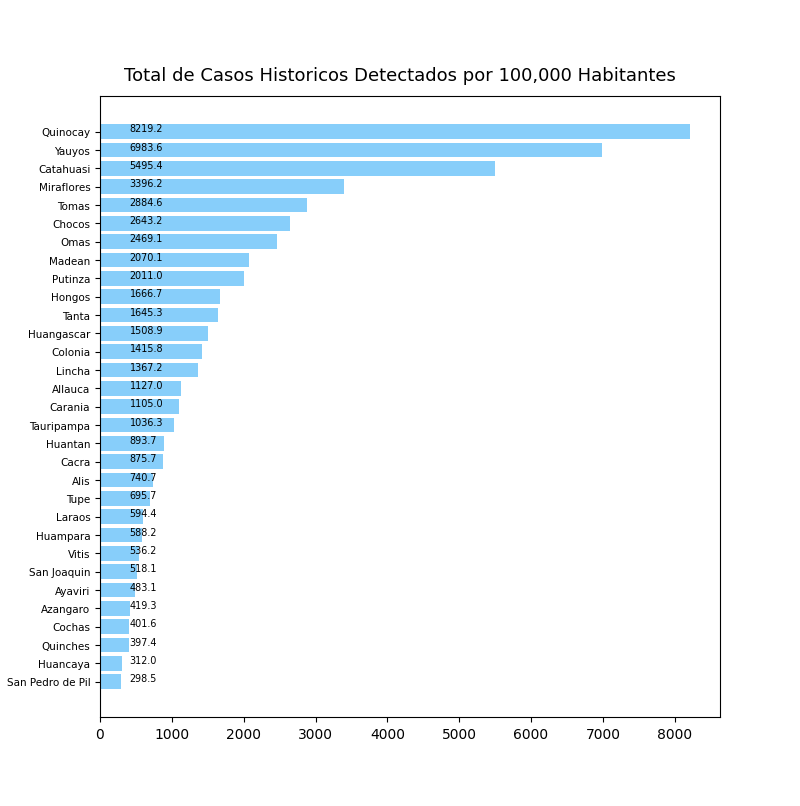 Total de Casos Historicos Detectados por 100,000 Habitantes
Quinocay 8219.2
Yauyos 6983.6
Catahuasi 5495.4
Miraflores 3396.2
Tomas 2884.6
Chocos 2643.2
Omas 2469.1
Madean 2070.1
Putinza 2011.0
Hongos 1666.7
Tanta 1645.3
Huangascar 1508.9
Colonia 1415.8
Lincha 1367.2
Allauca 1127.0
Carania 1105.0
Tauripampa 1036.3
Huantan 893.7
Cacra 875.7
Alis 740.7
Tupe 695.7
Laraos 594.4
Huampara 588.2
Vitis 536.2
San Joaquin 518.1
Ayaviri 483.1
Azangaro 419.3
Cochas 401.6
Quinches 397.4
Huancaya 312.0
San Pedro de Pil 298.5
0 1000 2000 3000 4000 5000 6000 7000 8000